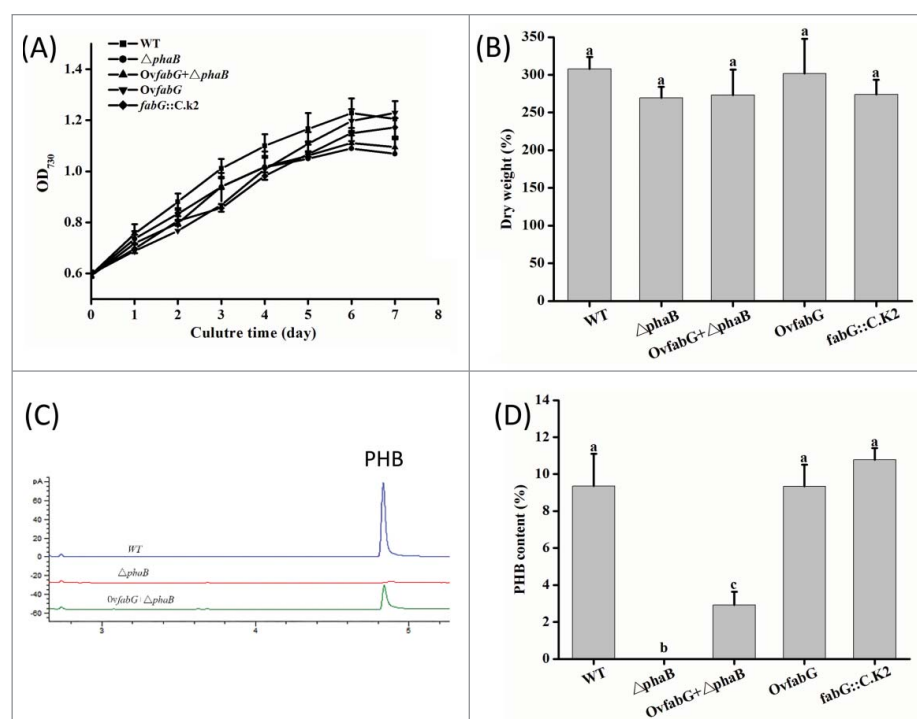 (A)
WT
△phaB
OvfabG+△phaB
OvfabG
fabG::C.k2
1.4
1.2
1.0
0.8
0.6
OD730
0 1 2 3 4 5 6 7 8
Culutre time (day)
(B)
350
300
250
200
150
100
50
0
Dry weight (%)
a a a a a
WT △phaB OvfabG+△phaB OvfabG fabG::C.K2
(C)
PHB
pA
60
40
20
0
-20
-40
-60
WT
△phaB
OvfabG+△phaB
3 4 5
(D)
14
12
10
8
6
4
2
0
PHB content (%)
a b c a a
WT △phaB OvfabG+△phaB OvfabG fabG::C.K2